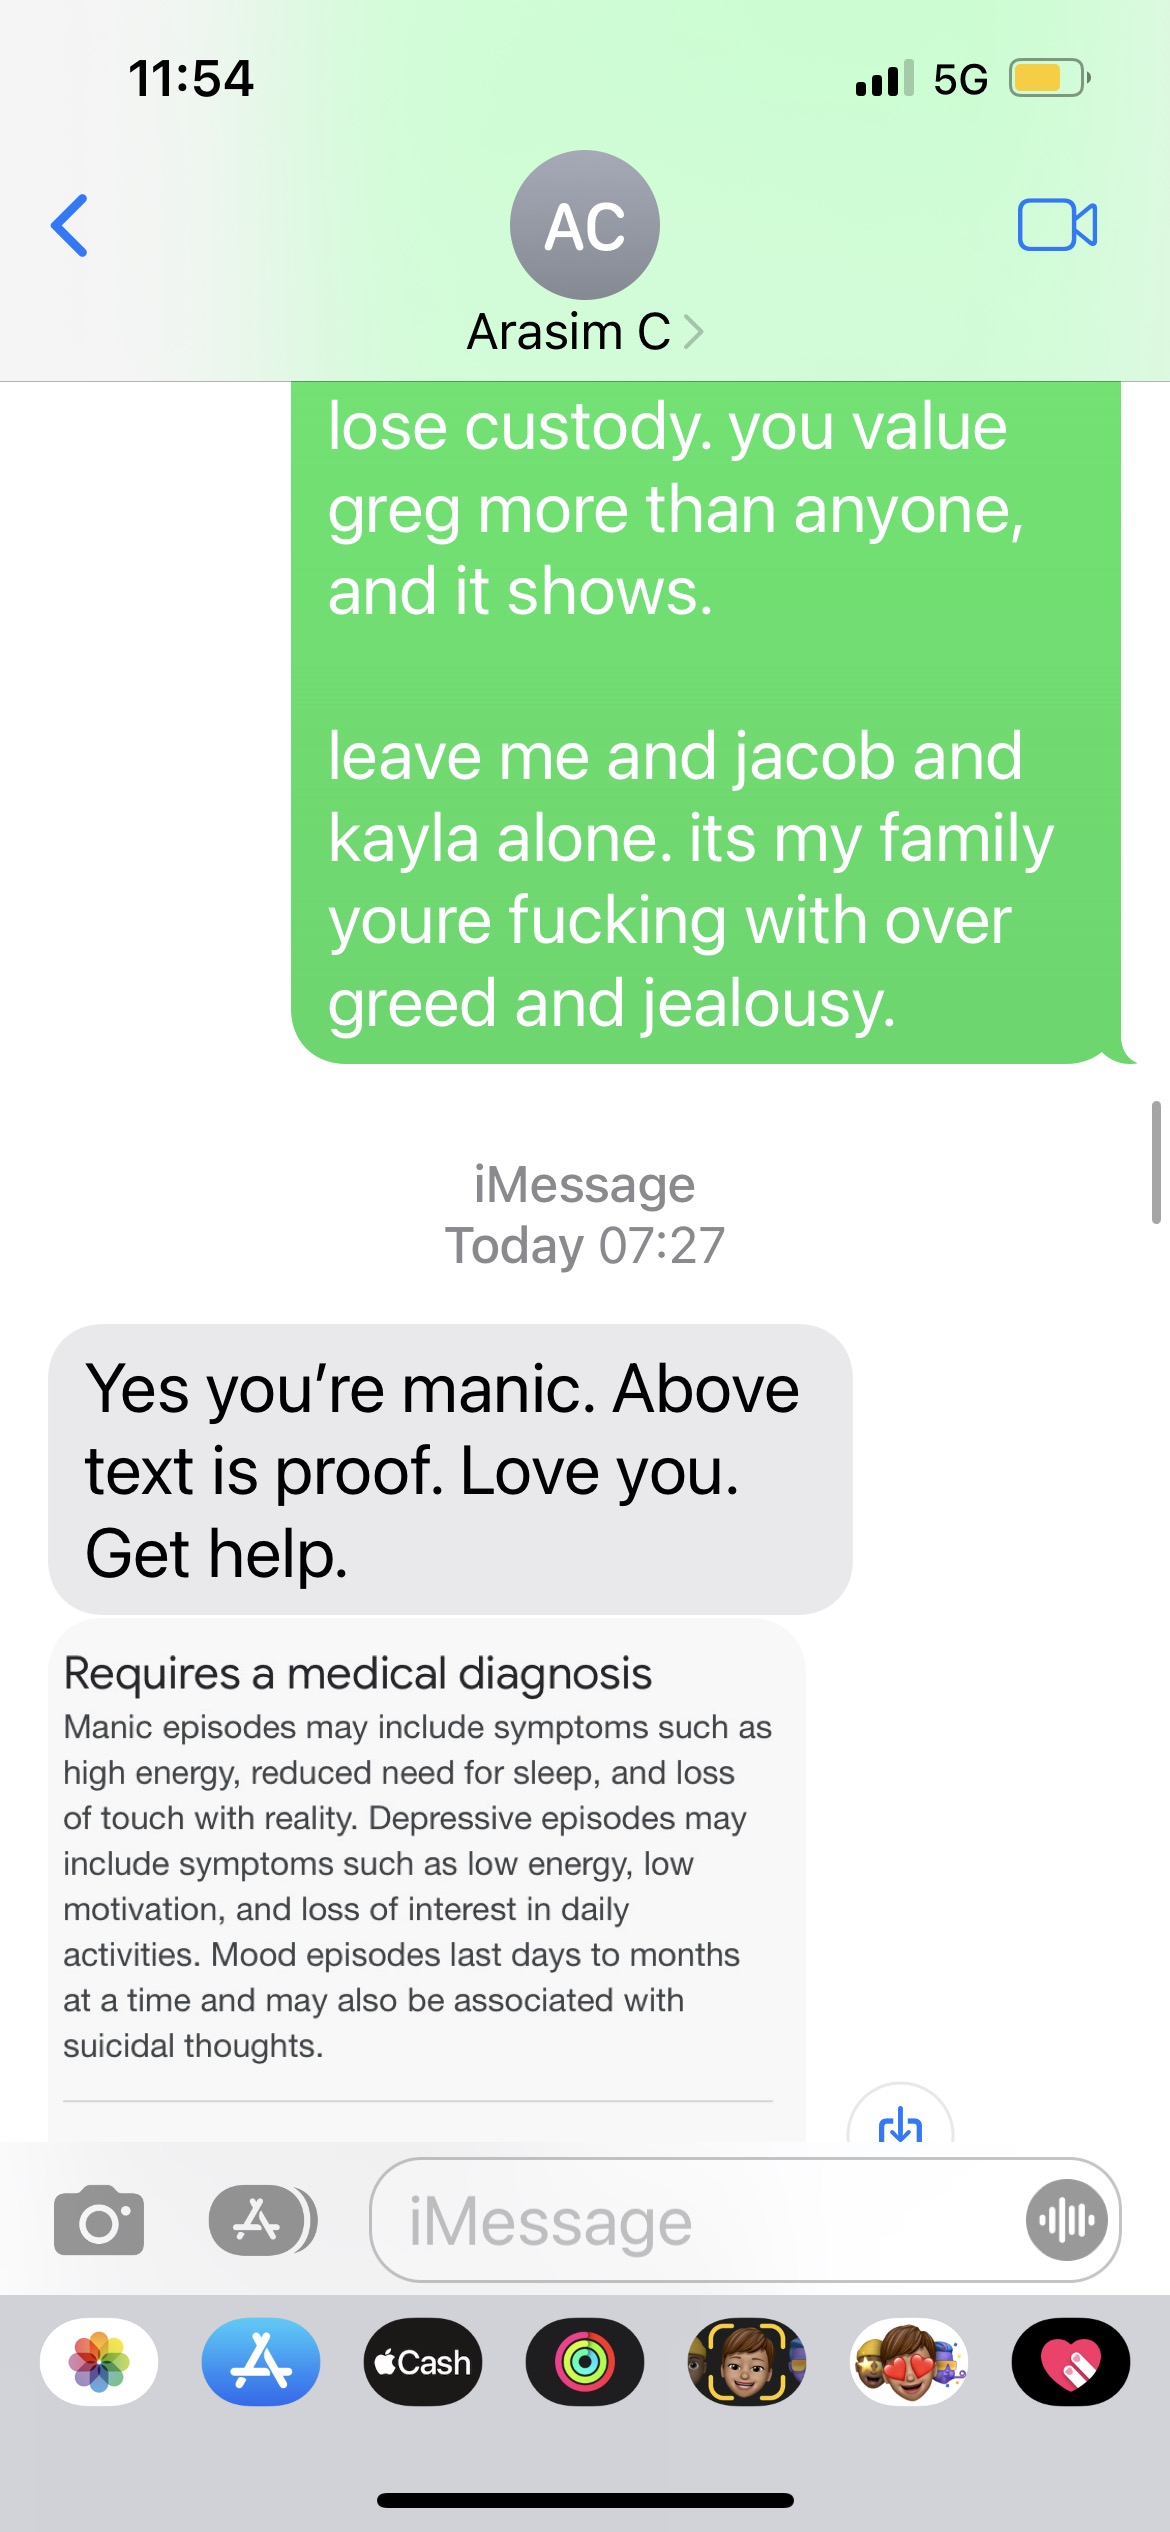 11:54
5G
AC
Arasim C
lose custody. you value
greg more than anyone,
and it shows.
leave me and jacob and
kayla alone. its my family
youre fucking with over
greed and jealousy.
iMessage
Today 07:27
Yes you’re manic. Above
text is proof. Love you.
Get help.
Requires a medical diagnosis
Manic episodes may include symptoms such as
high energy, reduced need for sleep, and loss
of touch with reality. Depressive episodes may
include symptoms such as low energy, low
motivation, and loss of interest in daily
activities. Mood episodes last days to months
at a time and may also be associated with
suicidal thoughts.
iMessage
Cash